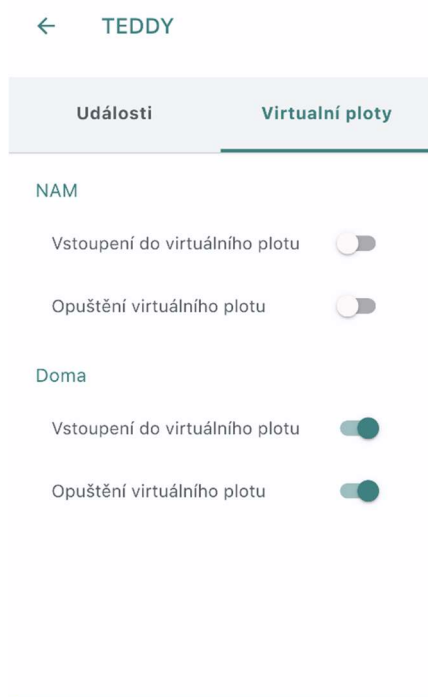 TEDDY
Události
Virtualní ploty
NAM
Vstoupení do virtuálního plotu
Opuštění virtuálního plotu
Doma
Vstoupení do virtuálního plotu
Opuštění virtuálního plotu